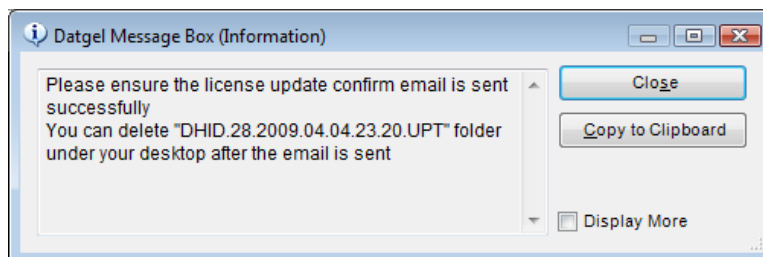 Datgel Message Box (Information)
Please ensure the license update confirm email is sent
successfully
You can delete "DHID.28.2009.04.04.23.20.UPT" folder
under your desktop after the email is sent
Close
Copy to Clipboard
Display More